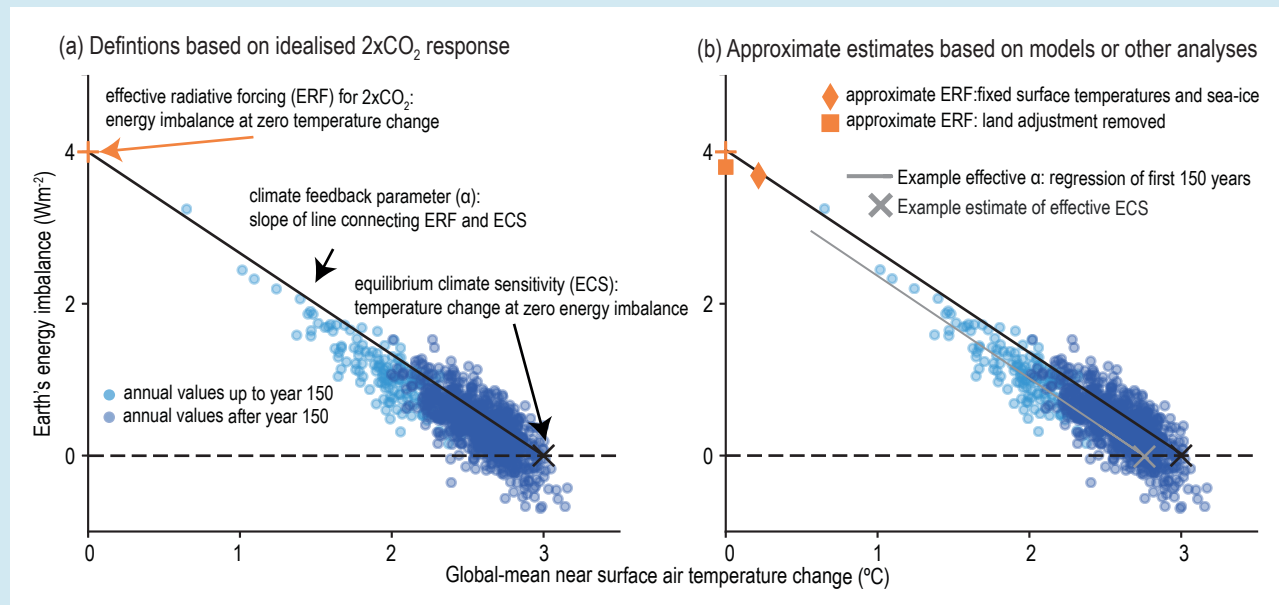 (a) Defintions based on idealised 2xCO₂ response
effective radiative forcing (ERF) for 2xCO₂:
energy imbalance at zero temperature change
climate feedback parameter (α):
slope of line connecting ERF and ECS
equilibrium climate sensitivity (ECS):
temperature change at zero energy imbalance
annual values up to year 150
annual values after year 150
Earth's energy imbalance (Wm⁻²)
4
2
0
0 1 2 3
(b) Approximate estimates based on models or other analyses
approximate ERF:fixed surface temperatures and sea-ice
approximate ERF: land adjustment removed
Example effective α: regression of first 150 years
Example estimate of effective ECS
4
2
0
0 1 2 3
Global-mean near surface air temperature change (ºC)